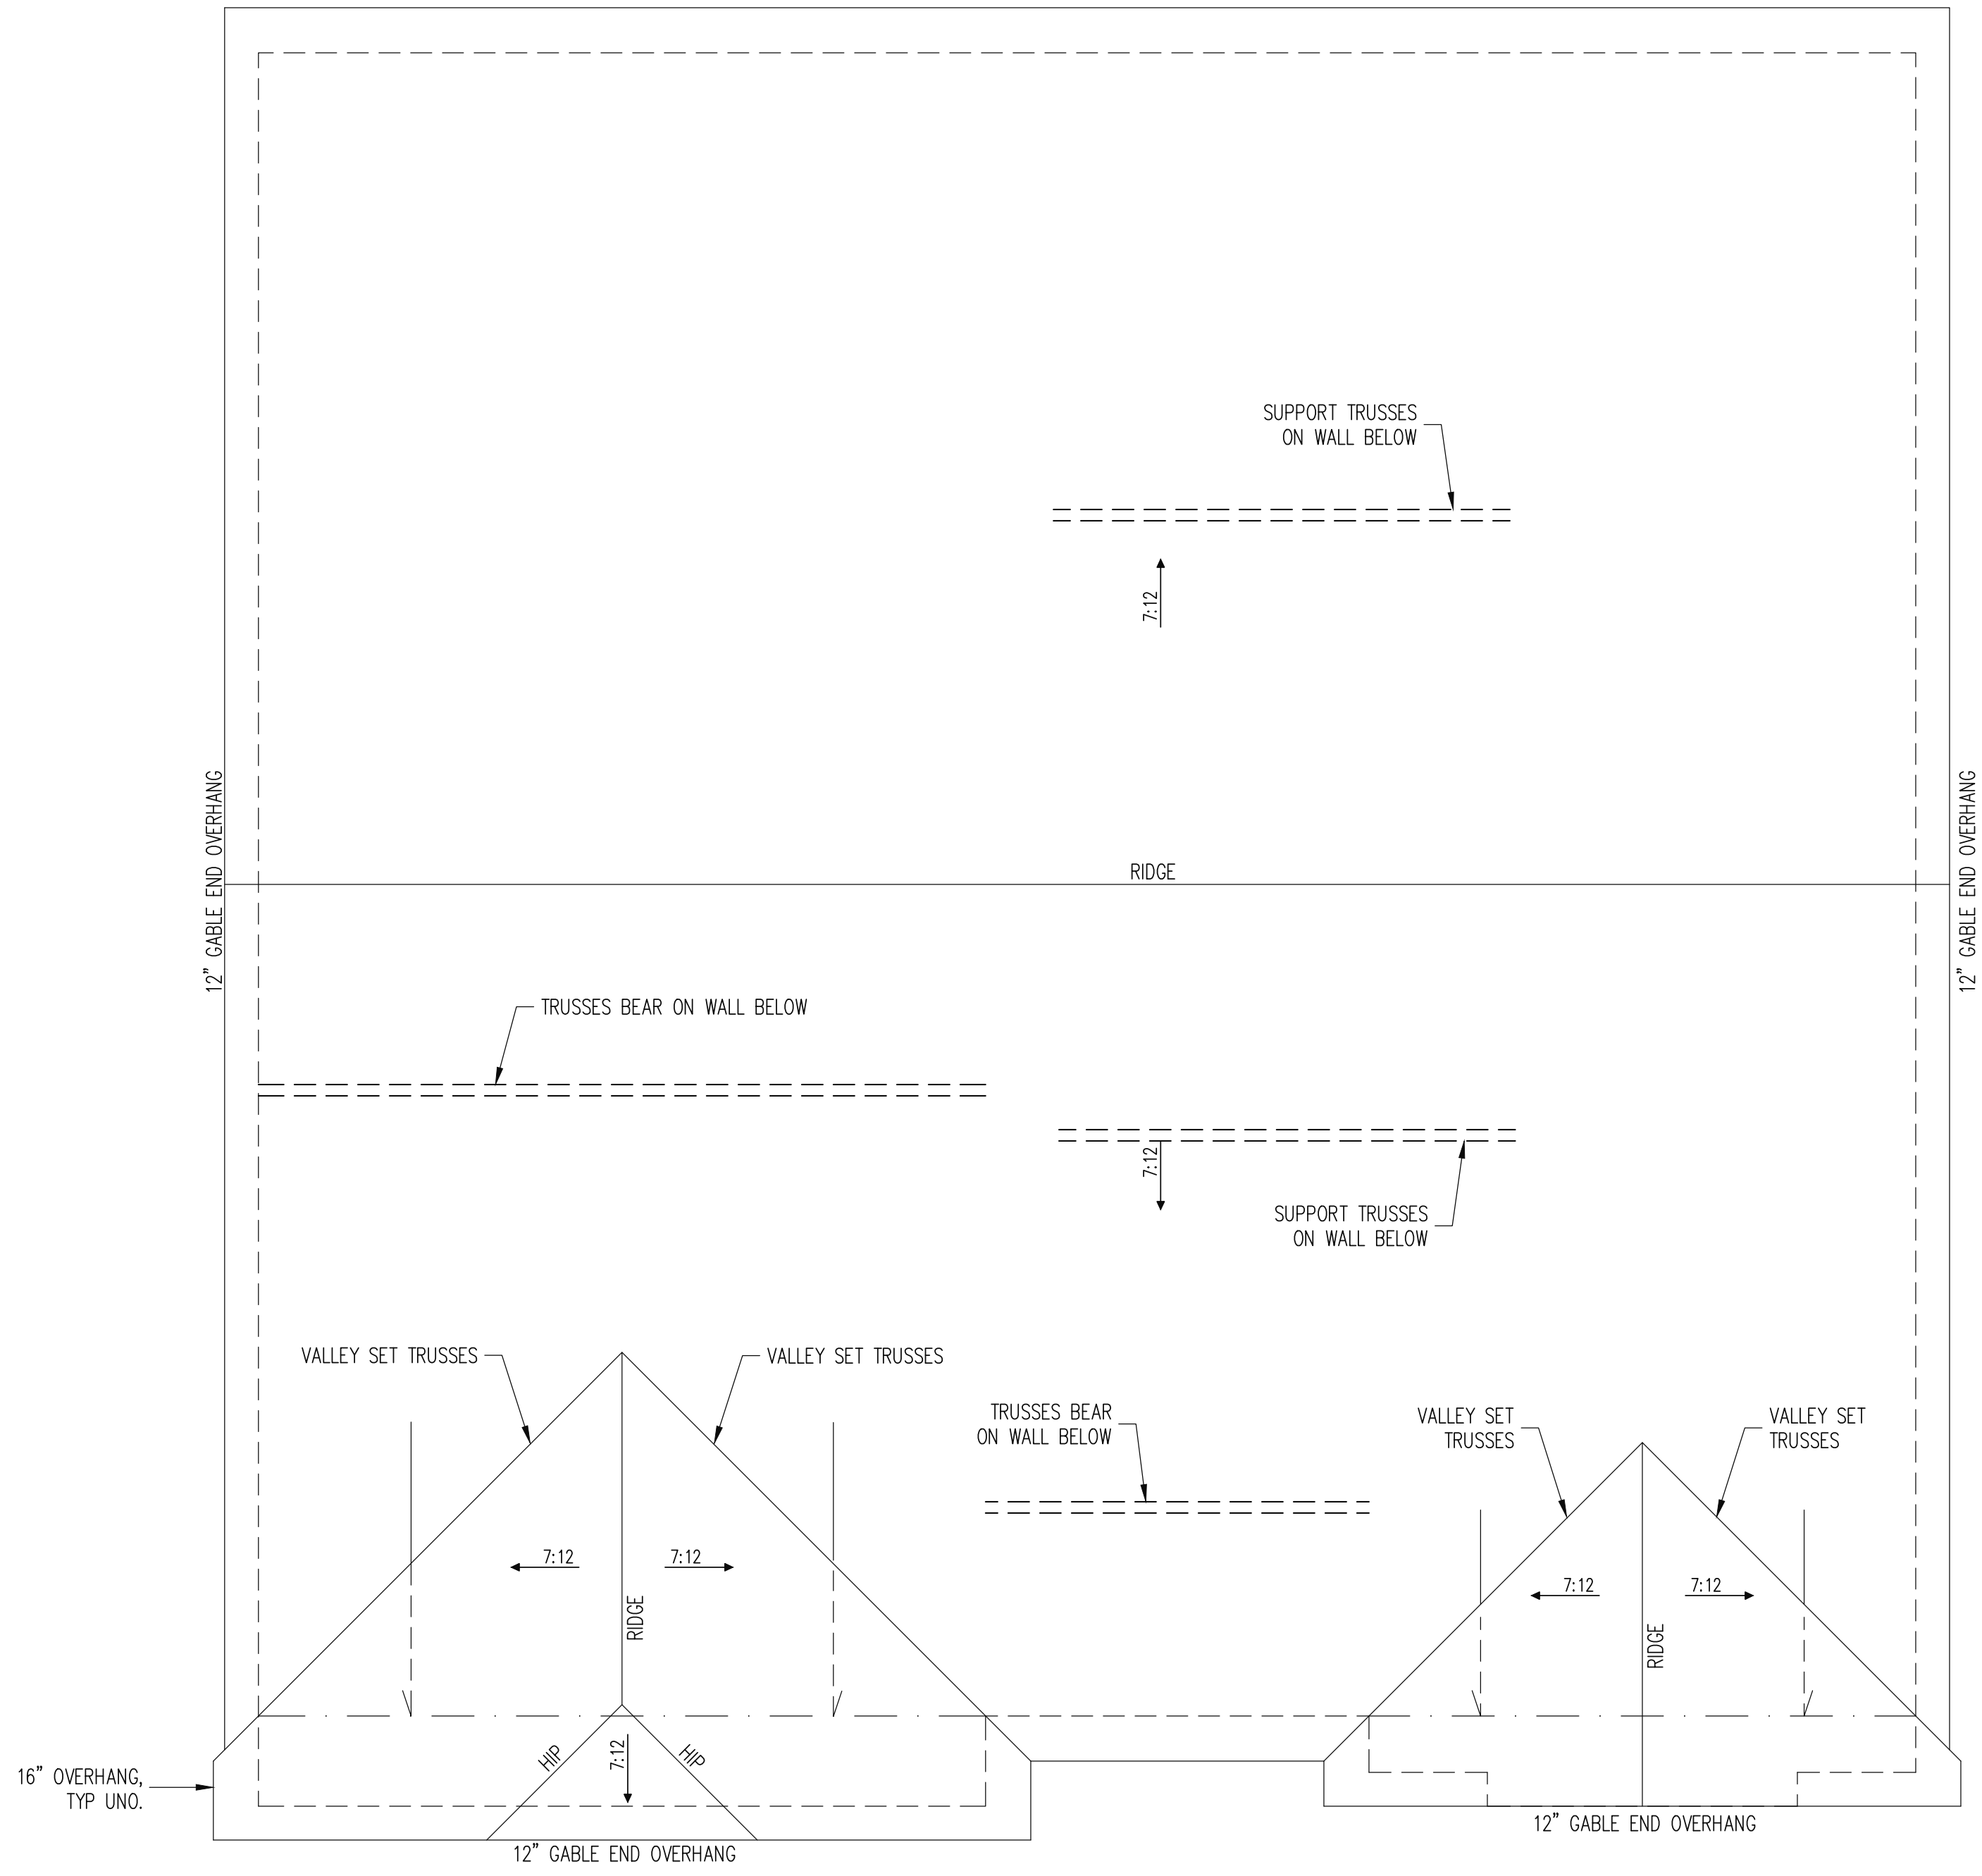 SUPPORT TRUSSES
ON WALL BELOW
7:12
RIDGE
12" GABLE END OVERHANG
12" GABLE END OVERHANG
TRUSSES BEAR ON WALL BELOW
7:12
SUPPORT TRUSSES
ON WALL BELOW
VALLEY SET TRUSSES
VALLEY SET TRUSSES
TRUSSES BEAR
ON WALL BELOW
VALLEY SET
TRUSSES
VALLEY SET
TRUSSES
7:12
7:12
RIDGE
7:12
7:12
RIDGE
HIP
7:12
HIP
16" OVERHANG,
TYP UNO.
12" GABLE END OVERHANG
12" GABLE END OVERHANG